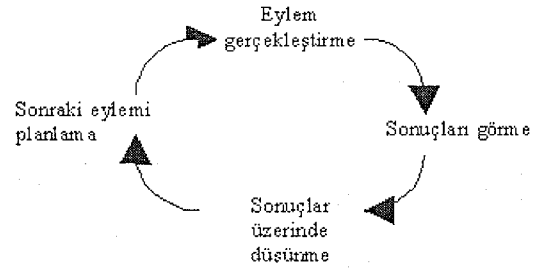 Eylem
gerçekleştirme
Sonuçları görme
Sonuçlar
üzerinde
düşünme
Sonraki eylemi
planlama